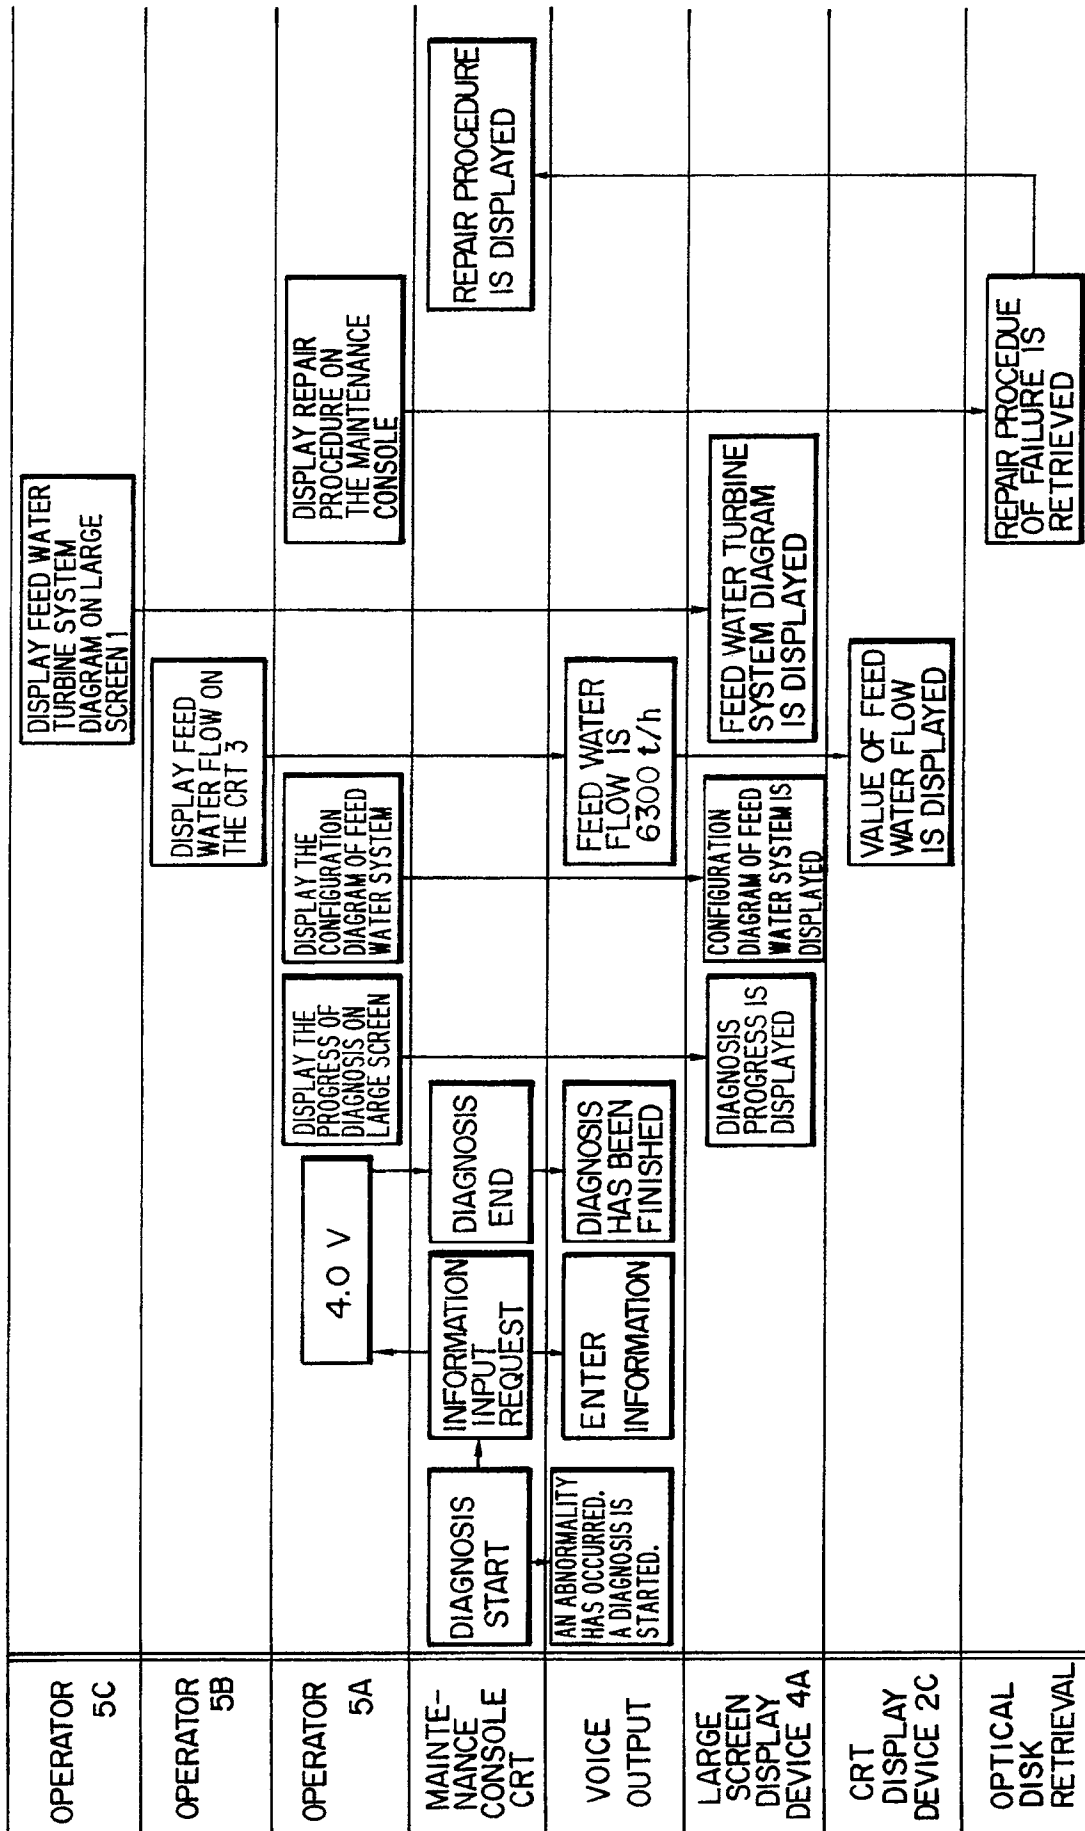 OPERATOR
5C
DISPLAY FEED WATER
TURBINE SYSTEM
DIAGRAM ON LARGE
SCREEN 1
OPERATOR
5B
DISPLAY FEED
WATER FLOW ON
THE CRT 3
OPERATOR
5A
4.0 V
DISPLAY THE
PROGRESS OF
DIAGNOSIS ON
LARGE SCREEN
DISPLAY THE
CONFIGURATION
DIAGRAM OF FEED
WATER SYSTEM
DISPLAY REPAIR
PROCEDURE ON
THE MAINTENANCE
CONSOLE
MAINTE-
NANCE
CONSOLE
CRT
DIAGNOSIS
START
INFORMATION
INPUT
REQUEST
DIAGNOSIS
END
REPAIR PROCEDURE
IS DISPLAYED
VOICE
OUTPUT
AN ABNORMALITY
HAS OCCURRED.
A DIAGNOSIS IS
STARTED.
ENTER
INFORMATION
DIAGNOSIS
HAS BEEN
FINISHED
FEED WATER
FLOW IS
6300 t/h
LARGE
SCREEN
DISPLAY
DEVICE 4A
DIAGNOSIS
PROGRESS IS
DISPLAYED
CONFIGURATION
DIAGRAM OF FEED
WATER SYSTEM IS
DISPLAYED
FEED WATER TURBINE
SYSTEM DIAGRAM
IS DISPLAYED
CRT
DISPLAY
DEVICE 2C
VALUE OF FEED
WATER FLOW
IS DISPLAYED
OPTICAL
DISK
RETRIEVAL
REPAIR PROCEDUE
OF FAILURE IS
RETRIEVED